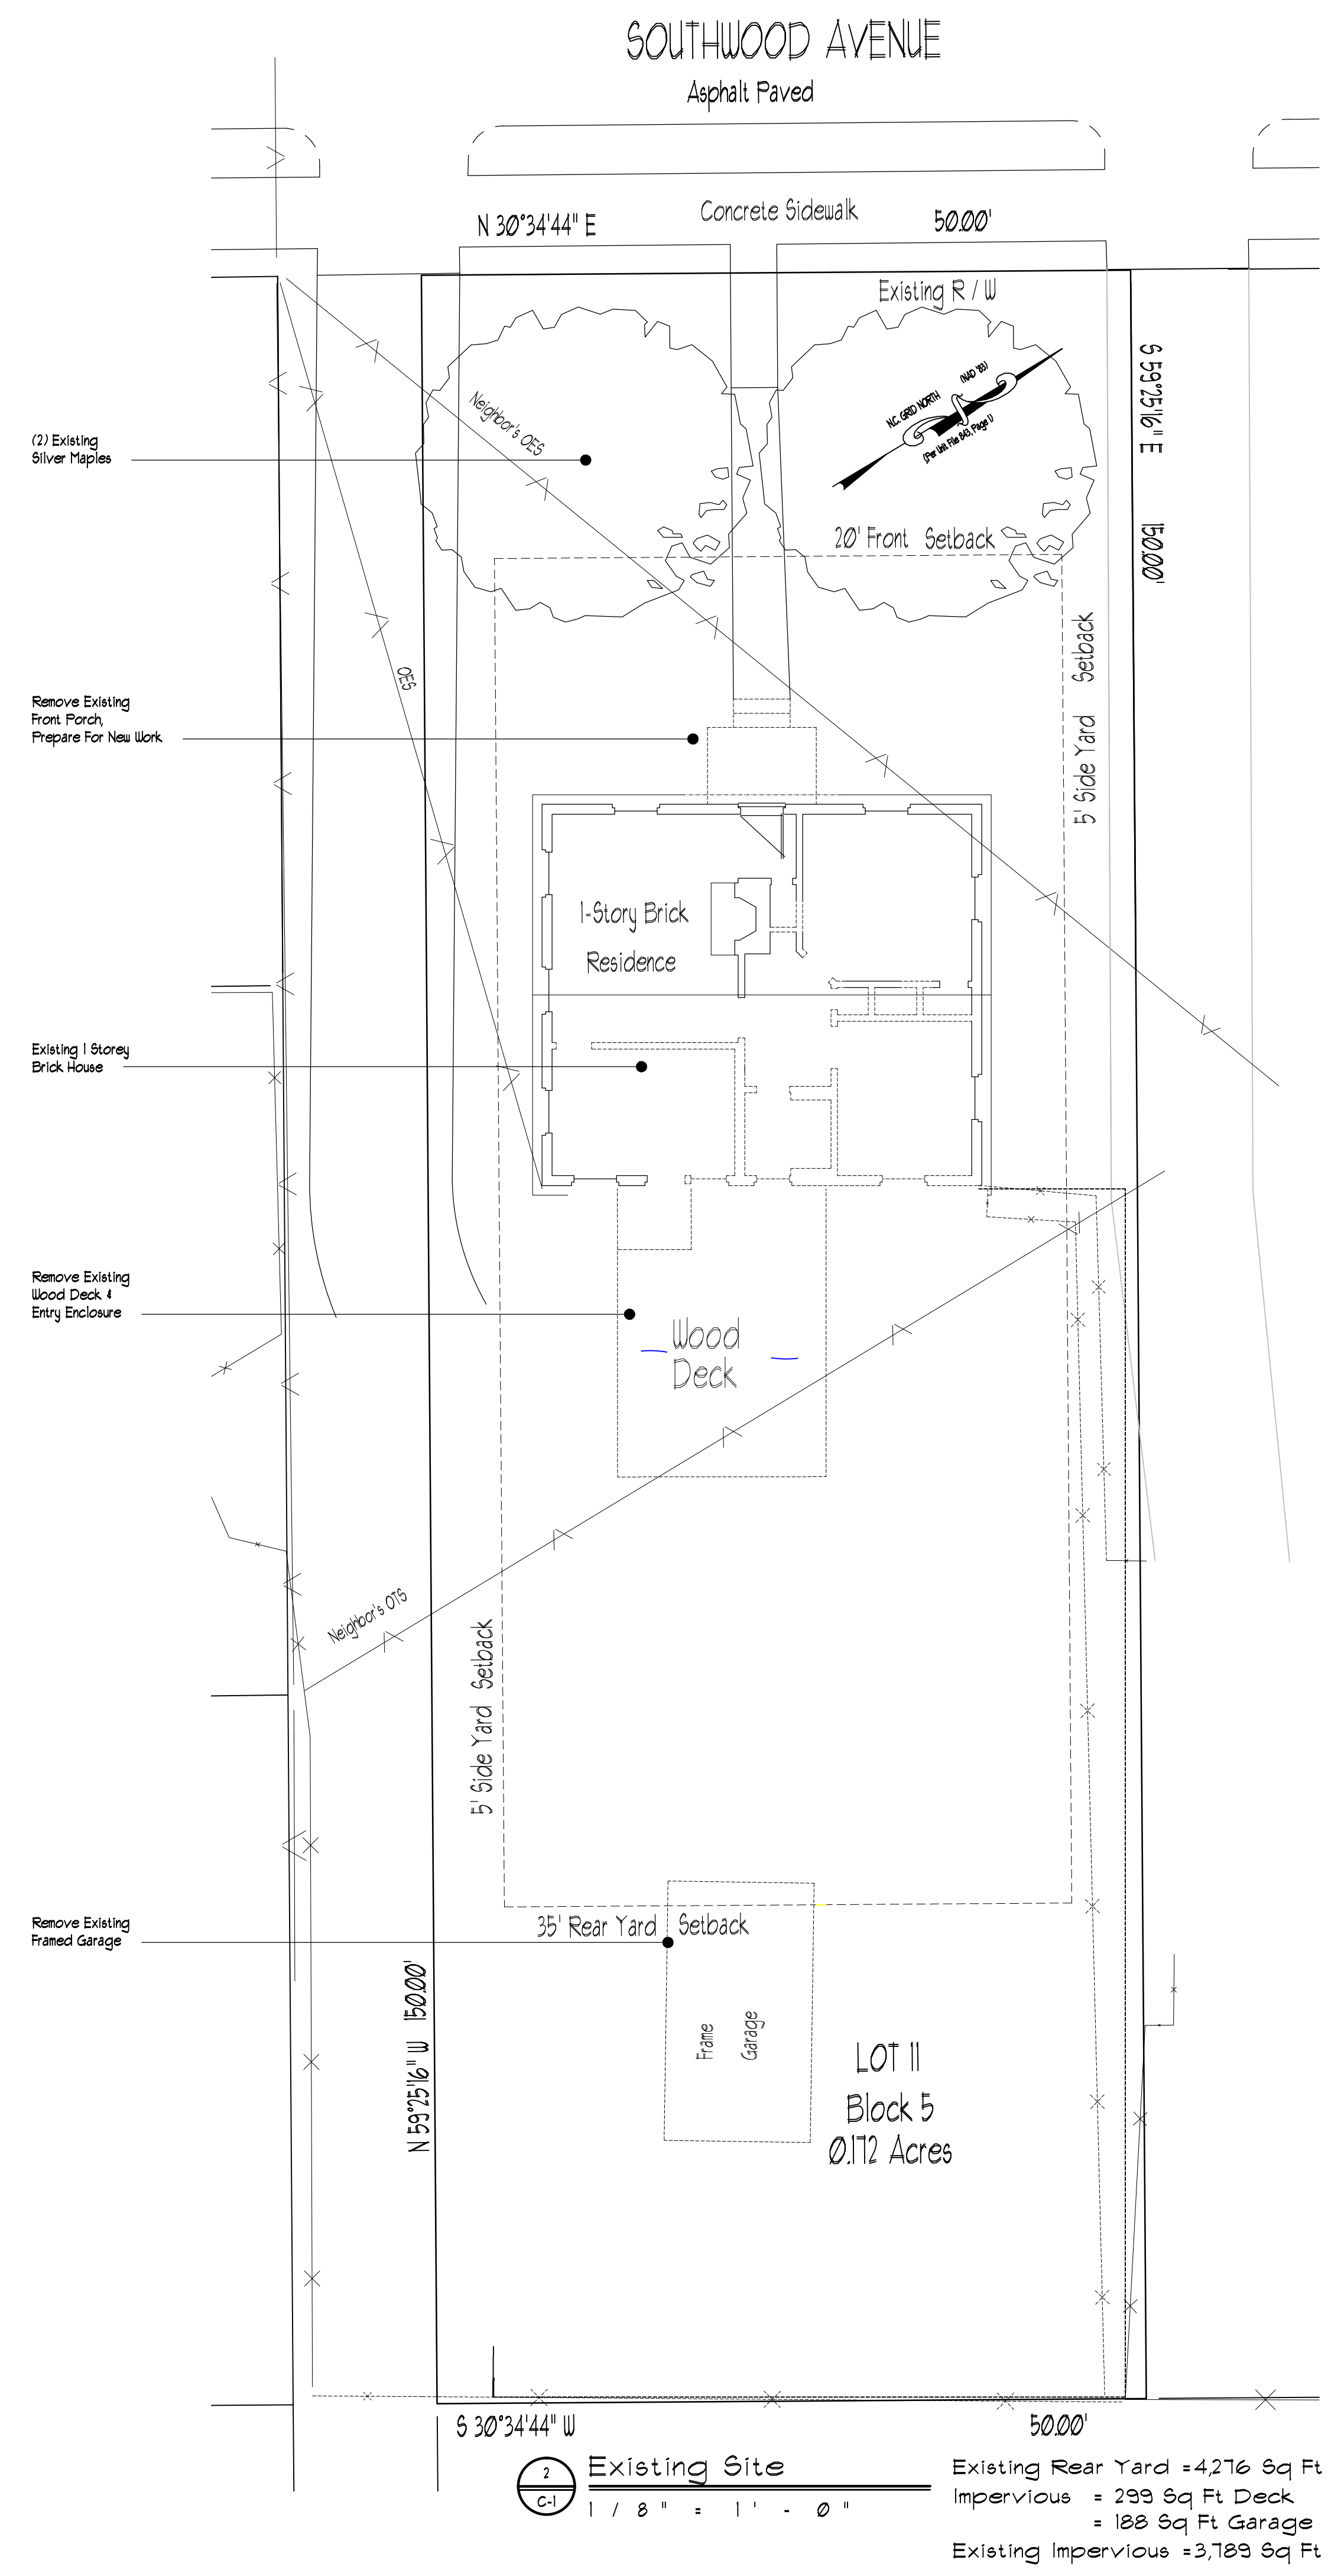 SOUTHWOOD AVENUE
Asphalt Paved
Concrete Sidewalk
N 30°34'44" E
50.00'
Existing R / W
S 59°25'16" E
150.00'
N.C. GRID NORTH
(NAD '83)
(Per Unit File 843, Page 1)
Neighbor's OES
(2) Existing
Silver Maples
20' Front Setback
5' Side Yard Setback
OES
Remove Existing
Front Porch,
Prepare For New Work
1-Story Brick
Residence
Existing 1 Storey
Brick House
Remove Existing
Wood Deck &
Entry Enclosure
Wood
Deck
Neighbor's OTS
5' Side Yard Setback
Remove Existing
Framed Garage
35' Rear Yard Setback
N 59°25'16" W 150.00'
Frame
Garage
LOT 11
Block 5
0.172 Acres
S 30°34'44" W
50.00'
2
C-1
Existing Site
1/8" = 1'-0"
Existing Rear Yard = 4,276 Sq Ft
Impervious = 299 Sq Ft Deck
= 188 Sq Ft Garage
Existing Impervious = 3,789 Sq Ft